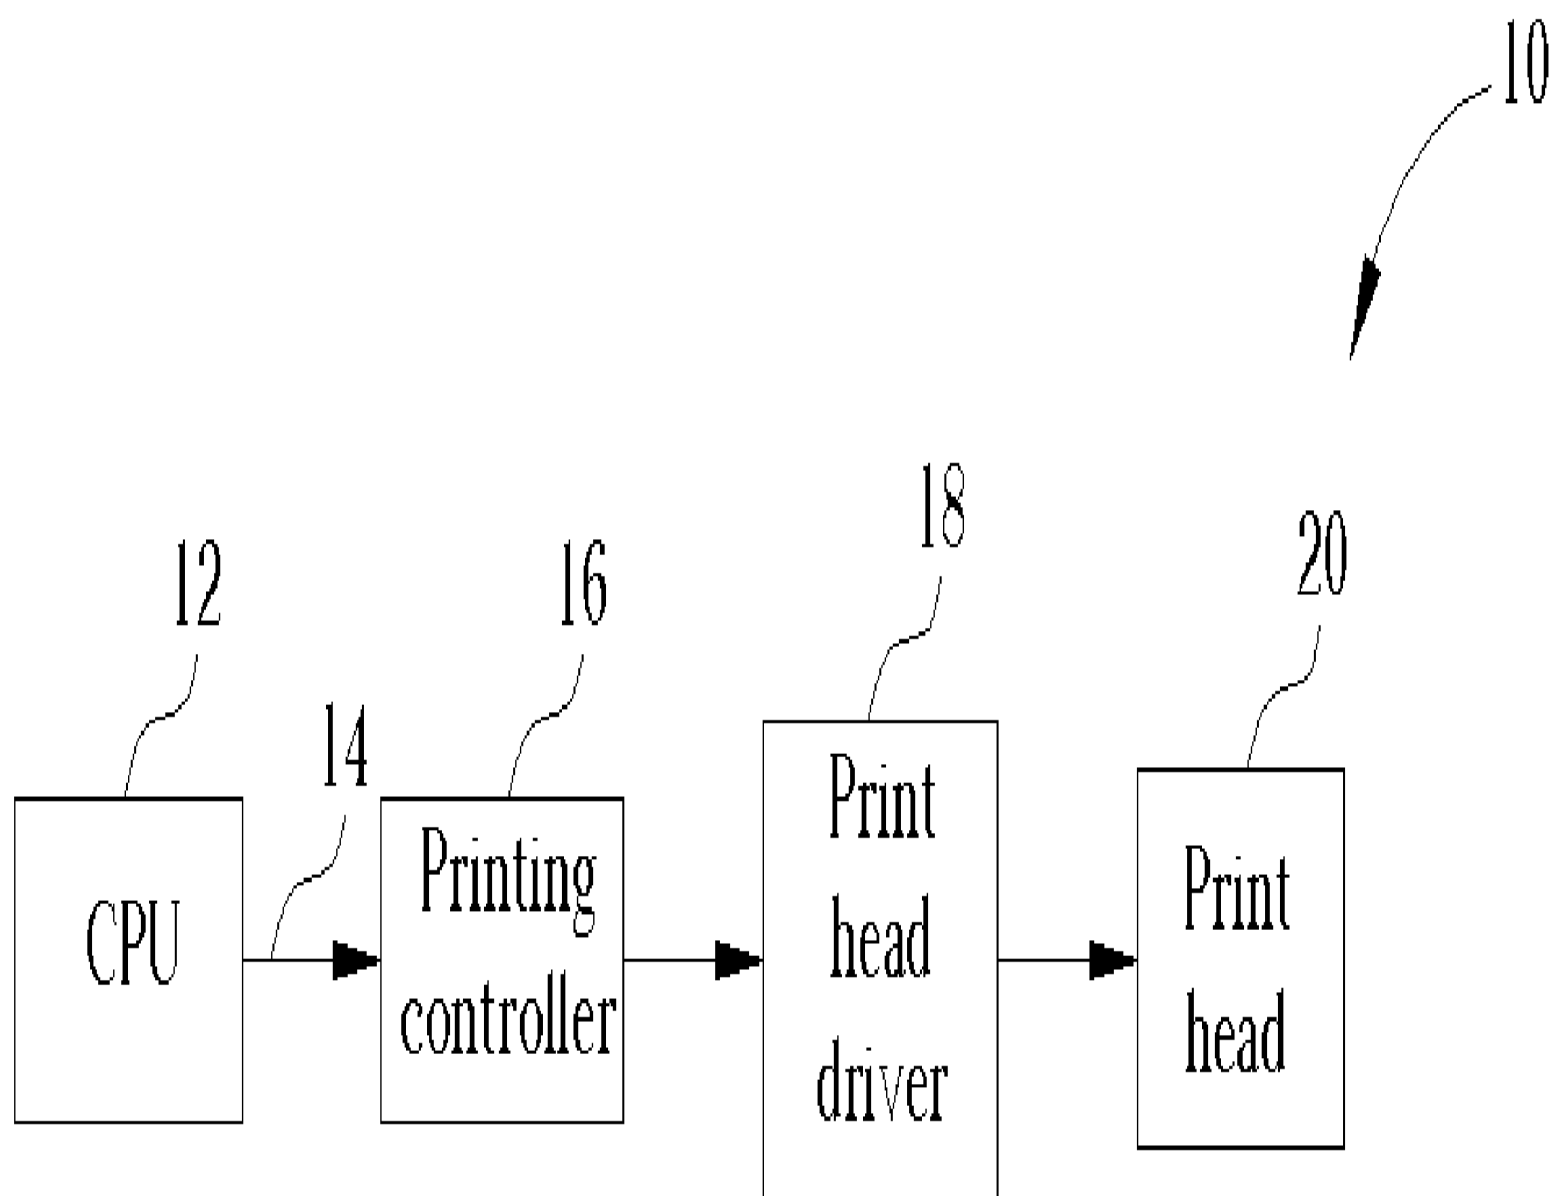 10
18
20
12
16
14
Print
head
driver
Printing
controller
Print
head
CPU